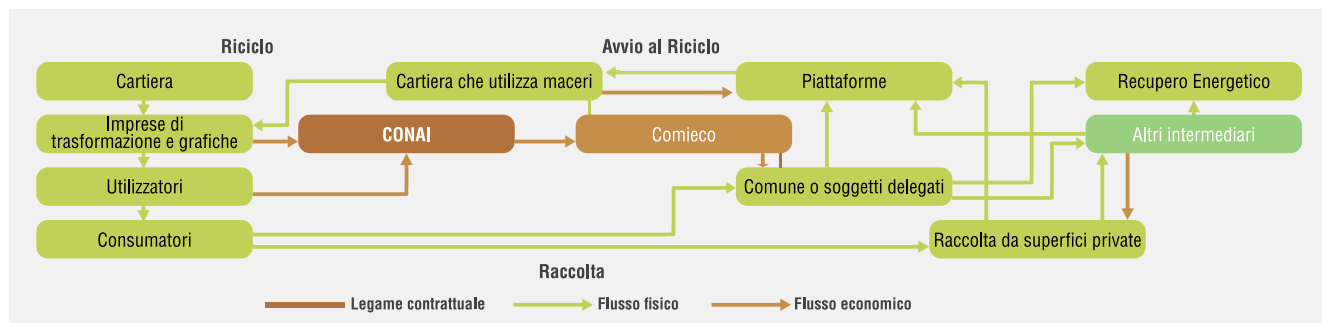 Riciclo
Avvio al Riciclo
Cartiera
Cartiera che utilizza maceri
Piattaforme
Recupero Energetico
Imprese di
trasformazione e grafiche
CONAI
Comieco
Altri intermediari
Utilizzatori
Comune o soggetti delegati
Consumatori
Raccolta da superfici private
Raccolta
Legame contrattuale
Flusso fisico
Flusso economico